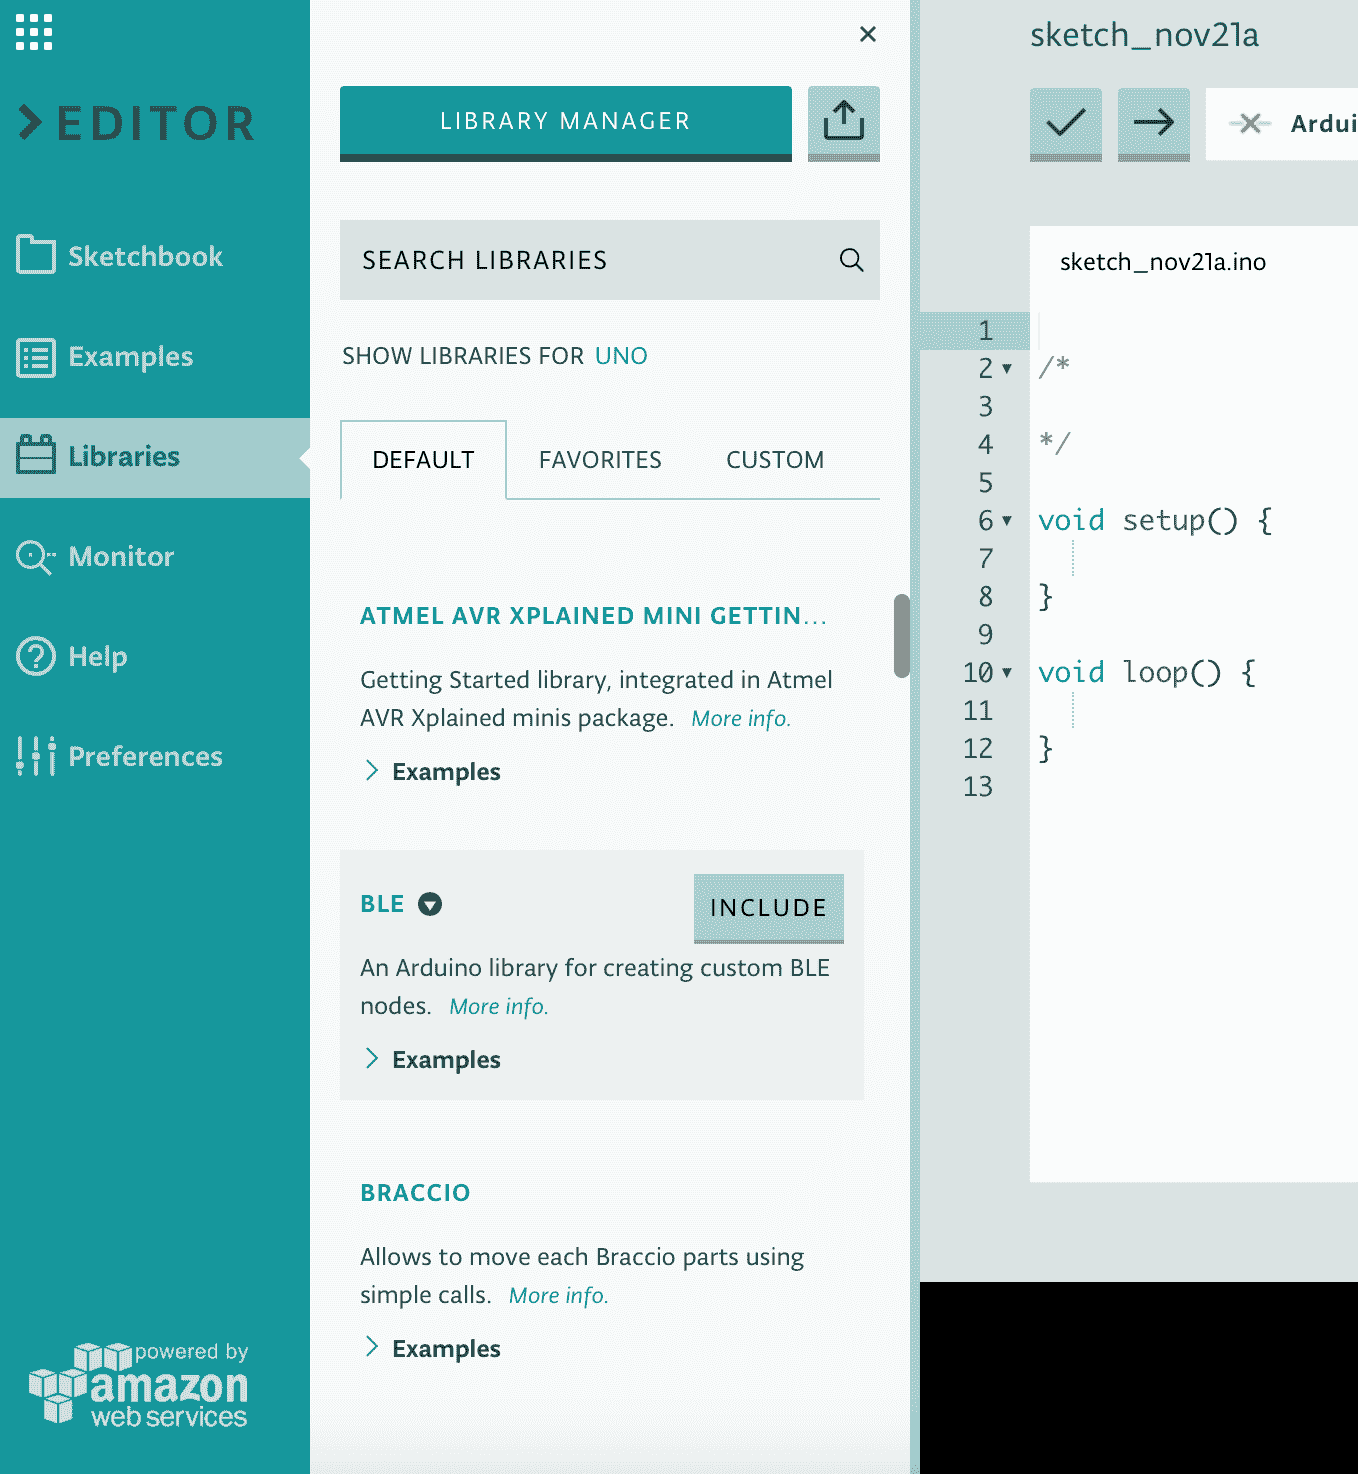 EDITOR
Sketchbook
Examples
Libraries
Monitor
Help
Preferences
powered by
amazon
web services
LIBRARY MANAGER
SEARCH LIBRARIES
SHOW LIBRARIES FOR UNO
DEFAULT FAVORITES CUSTOM
ATMEL AVR XPLAINED MINI GETTIN...
Getting Started library, integrated in Atmel
AVR Xplained minis package. More info.
Examples
BLE
INCLUDE
An Arduino library for creating custom BLE
nodes. More info.
Examples
BRACCIO
Allows to move each Braccio parts using
simple calls. More info.
Examples
sketch_nov21a
Ardui
sketch_nov21a.ino
1
2 /*
3
4 */
5
6 void setup() {
7
8 }
9
10 void loop() {
11
12 }
13